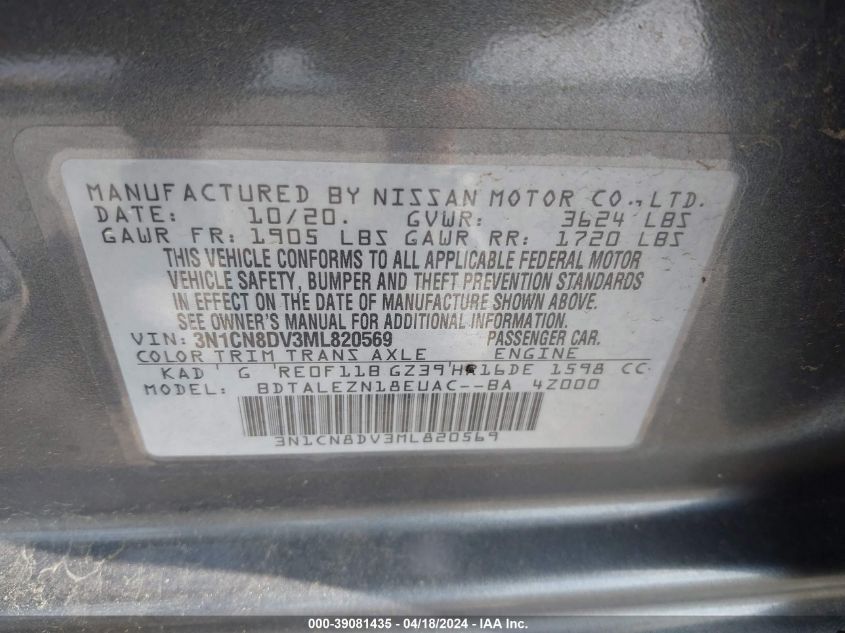 MANUFACTURED BY NISSAN MOTOR CO., LTD.
DATE: 10/20. GVWR: 3624 LBS
GAWR FR: 1905 LBS GAWR RR: 1720 LBS
THIS VEHICLE CONFORMS TO ALL APPLICABLE FEDERAL MOTOR
VEHICLE SAFETY, BUMPER AND THEFT PREVENTION STANDARDS
IN EFFECT ON THE DATE OF MANUFACTURE SHOWN ABOVE.
SEE OWNER'S MANUAL FOR ADDITIONAL INFORMATION.
VIN: 3N1CN8DV3ML820569 PASSENGER CAR.
COLOR TRIM TRANS AXLE ENGINE
KAD ' G 'RE0F11B GZ39'HR16DE 1598 CC
MODEL: BDTALEZN18EUAC--BA 4Z000
3N1CN8DV3ML820569
000-39081435 - 04/18/2024 - IAA Inc.